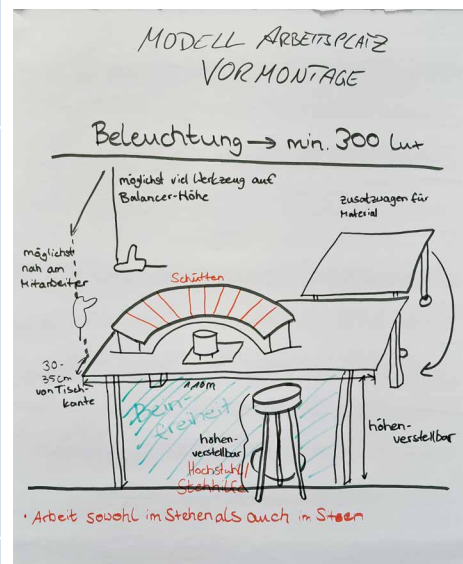 MODELL ARBEITSPLATZ
VORMONTAGE
Beleuchtung → min. 300 Lux
möglichst viel Werkzeug auf
Balancer-Höhe
zusatzwagen für
Material
möglichst
nah am
Mitarbeiter
Schütten
30-
35cm
von Tisch-
kante
1,10m
Bein-
freiheit
höhen-
verstellbar
Hochstuhl/
Stehhilfe
höhen-
verstellbar
• Arbeit sowohl im Stehen als auch im